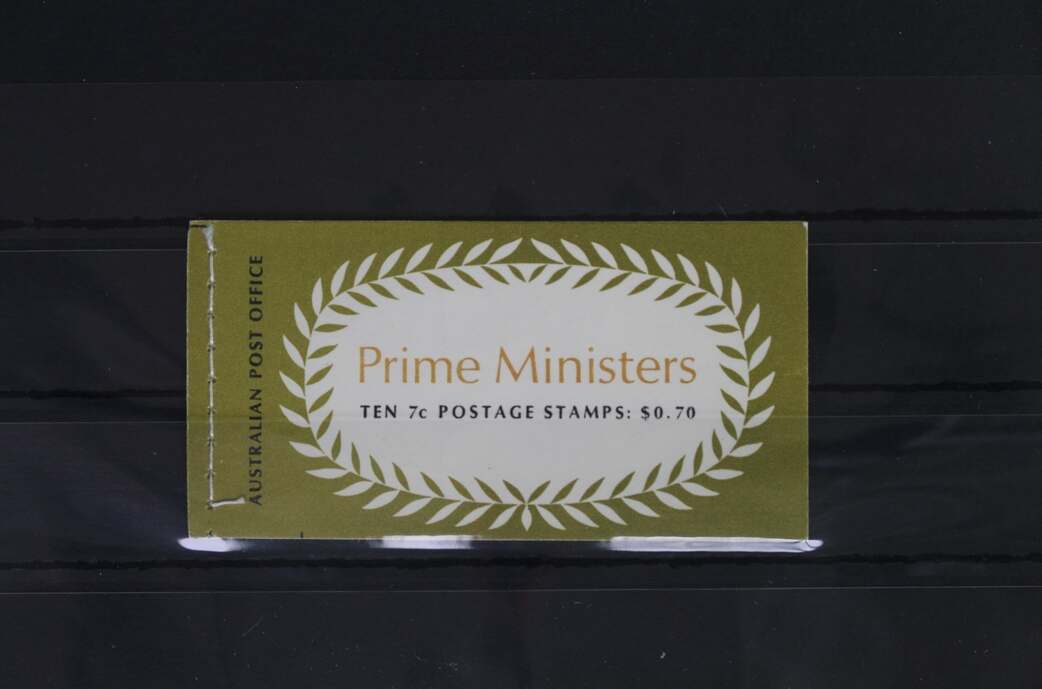 AUSTRALIAN POST OFFICE
Prime Ministers
TEN 7c POSTAGE STAMPS: $0.70